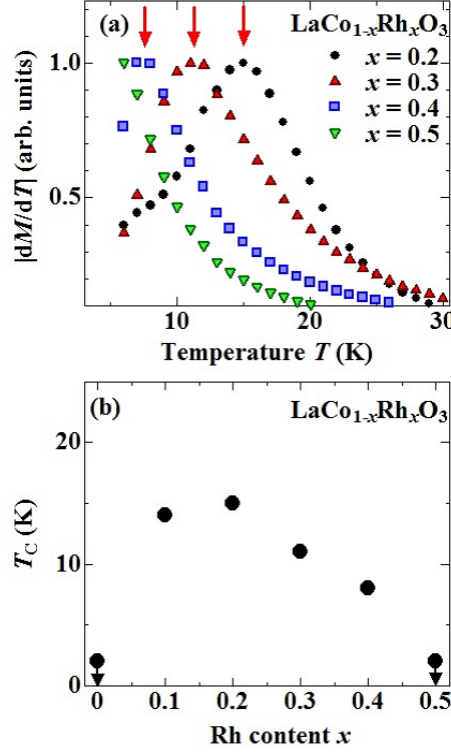 (a)
LaCo1-xRhxO3
x = 0.2
x = 0.3
x = 0.4
x = 0.5
1.0
0.5
|dM/dT| (arb. units)
10 20 30
Temperature T (K)
(b)
LaCo1-xRhxO3
20
10
0
TC (K)
0 0.1 0.2 0.3 0.4 0.5
Rh content x